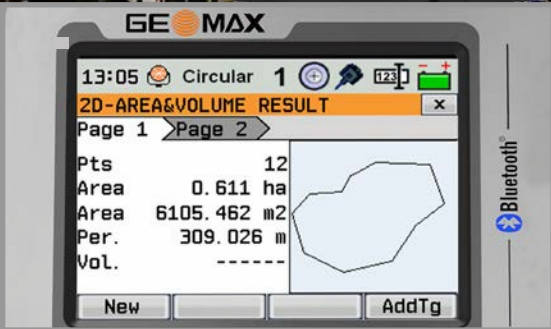 GEOMAX
13:05 Circular 1 123
2D-AREA&VOLUME RESULT x
Page 1 Page 2
Pts 12
Area 0.611 ha
Area 6105.462 m2
Per. 309.026 m
Vol. ------
New AddTg
Bluetooth®